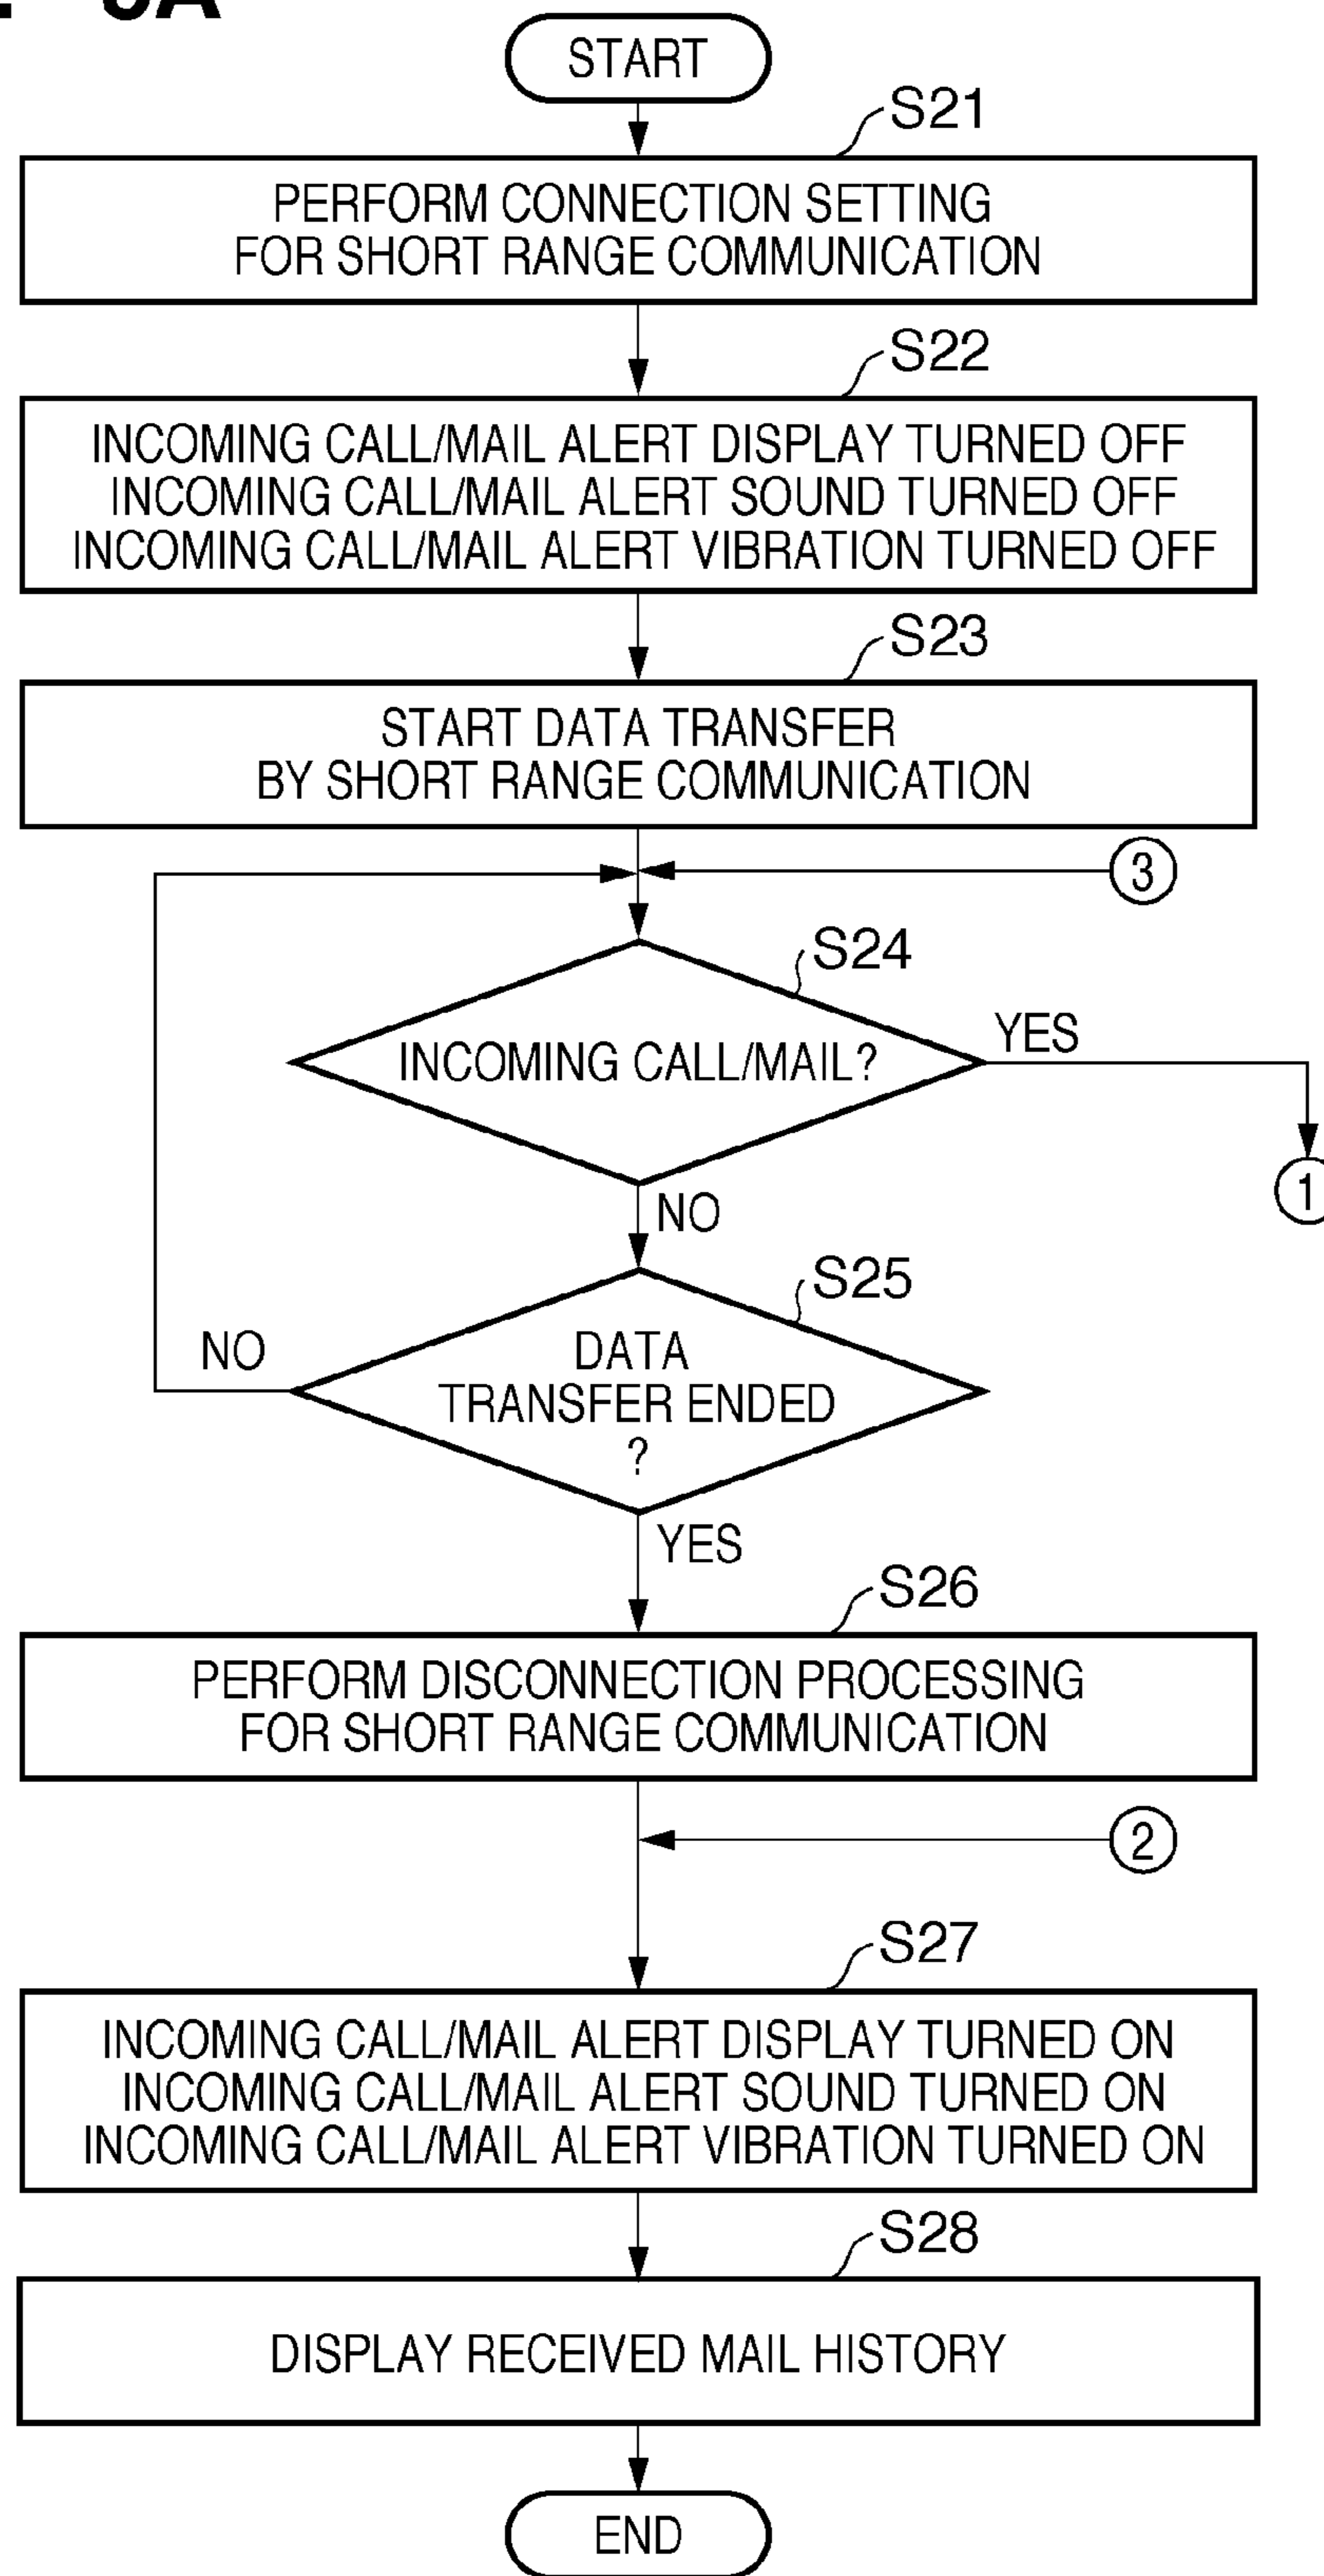 START
S21
PERFORM CONNECTION SETTING
FOR SHORT RANGE COMMUNICATION
S22
INCOMING CALL/MAIL ALERT DISPLAY TURNED OFF
INCOMING CALL/MAIL ALERT SOUND TURNED OFF
INCOMING CALL/MAIL ALERT VIBRATION TURNED OFF
S23
START DATA TRANSFER
BY SHORT RANGE COMMUNICATION
3
S24
INCOMING CALL/MAIL?
YES
1
NO
S25
DATA
TRANSFER ENDED
?
NO
YES
S26
PERFORM DISCONNECTION PROCESSING
FOR SHORT RANGE COMMUNICATION
2
S27
INCOMING CALL/MAIL ALERT DISPLAY TURNED ON
INCOMING CALL/MAIL ALERT SOUND TURNED ON
INCOMING CALL/MAIL ALERT VIBRATION TURNED ON
S28
DISPLAY RECEIVED MAIL HISTORY
END